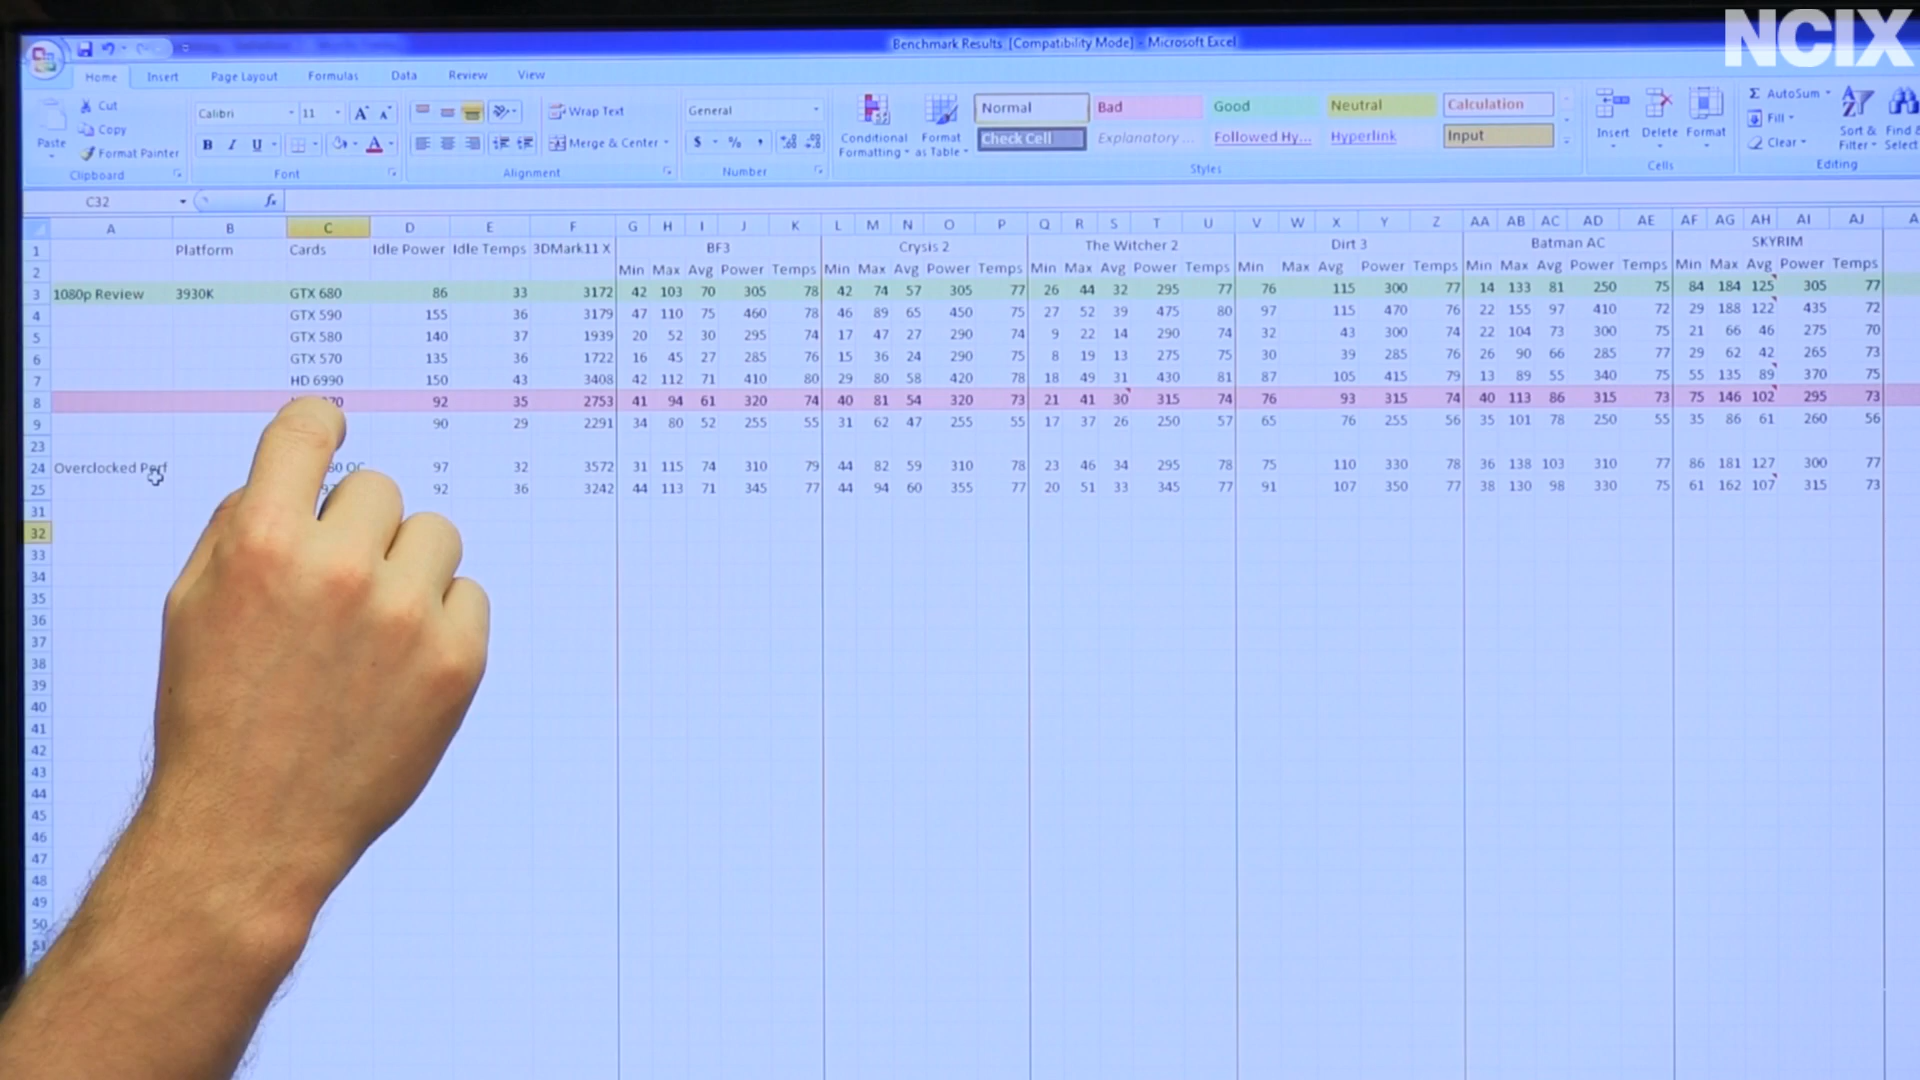 NCIX
Benchmark Results [Compatibility Mode] - Microsoft Excel
Home Insert Page Layout Formulas Data Review View
Paste Cut Copy Format Painter Clipboard
Calibri 11 A A B I U A Font
Wrap Text Merge & Center Alignment
General $ % , Number
Conditional Formatting Format as Table
Normal Bad Good Neutral Calculation
Check Cell Explanatory ... Followed Hy... Hyperlink Input
Styles
Insert Delete Format Cells
Σ AutoSum Fill Clear Sort & Filter Find & Select Editing
C32 fx
A B C D E F G H I J K L M N O P Q R S T U V W X Y Z AA AB AC AD AE AF AG AH AI AJ
1 Platform Cards Idle Power Idle Temps 3DMark11 X BF3 Crysis 2 The Witcher 2 Dirt 3 Batman AC SKYRIM
2 Min Max Avg Power Temps Min Max Avg Power Temps Min Max Avg Power Temps Min Max Avg Power Temps Min Max Avg Power Temps Min Max Avg Power Temps
3 1080p Review 3930K GTX 680 86 33 3172 42 103 70 305 78 42 74 57 305 77 26 44 32 295 77 76 115 300 77 14 133 81 250 75 84 184 125 305 77
4 GTX 590 155 36 3179 47 110 75 460 78 46 89 65 450 75 27 52 39 475 80 97 115 470 76 22 155 97 410 72 29 188 122 435 72
5 GTX 580 140 37 1939 20 52 30 295 74 17 47 27 290 74 9 22 14 290 74 32 43 300 74 22 104 73 300 75 21 66 46 275 70
6 GTX 570 135 36 1722 16 45 27 285 76 15 36 24 290 75 8 19 13 275 75 30 39 285 76 26 90 66 285 77 29 62 42 265 73
7 HD 6990 150 43 3408 42 112 71 410 80 29 80 58 420 78 18 49 31 430 81 87 105 415 79 13 89 55 340 75 55 135 89 370 75
8 70 92 35 2753 41 94 61 320 74 40 81 54 320 73 21 41 30 315 74 76 93 315 74 40 113 86 315 73 75 146 102 295 73
9 90 29 2291 34 80 52 255 55 31 62 47 255 55 17 37 26 250 57 65 76 255 56 35 101 78 250 55 35 86 61 260 56
23
24 Overclocked Perf 80 OC 97 32 3572 31 115 74 310 79 44 82 59 310 78 23 46 34 295 78 75 110 330 78 36 138 103 310 77 86 181 127 300 77
25 92 36 3242 44 113 71 345 77 44 94 60 355 77 20 51 33 345 77 91 107 350 77 38 130 98 330 75 61 162 107 315 73
31
32
33
34
35
36
37
38
39
40
41
42
43
44
45
46
47
48
49
50
51